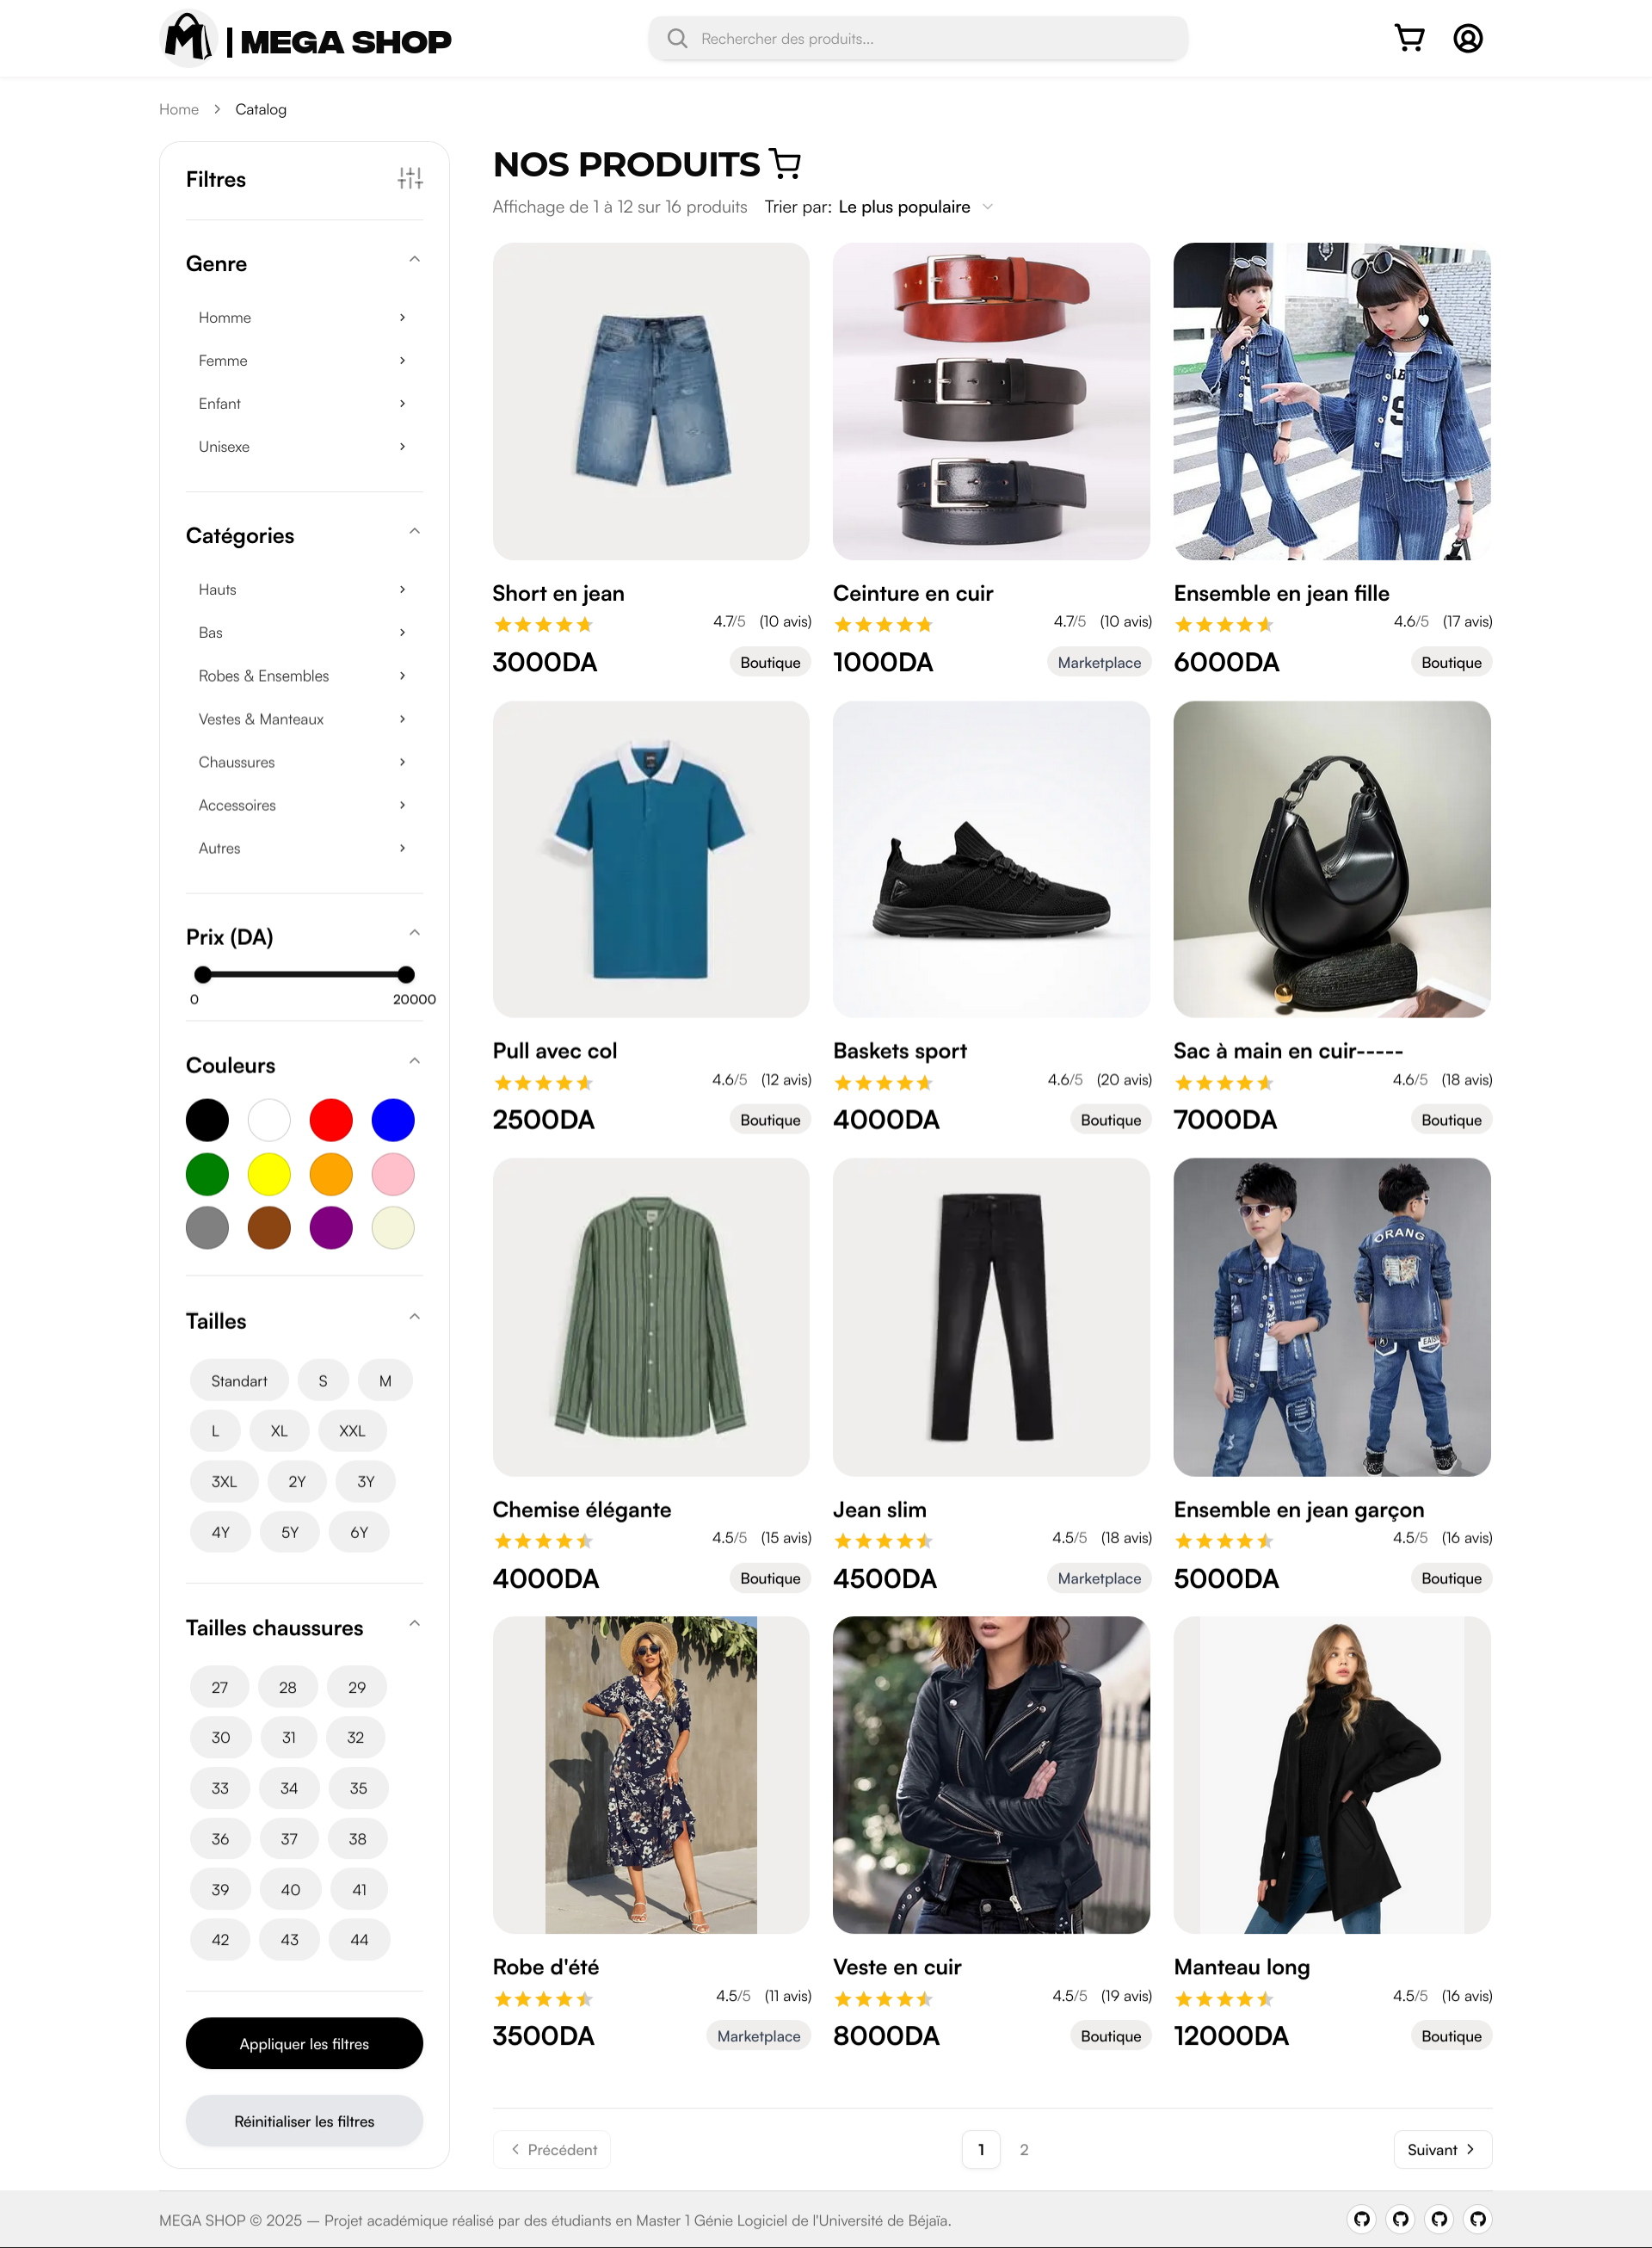 | MEGA SHOP
Rechercher des produits...
Home > Catalog
Filtres
Genre
Homme
Femme
Enfant
Unisexe
Catégories
Hauts
Bas
Robes & Ensembles
Vestes & Manteaux
Chaussures
Accessoires
Autres
Prix (DA)
0 20000
Couleurs
Tailles
Standart S M
L XL XXL
3XL 2Y 3Y
4Y 5Y 6Y
Tailles chaussures
27 28 29
30 31 32
33 34 35
36 37 38
39 40 41
42 43 44
Appliquer les filtres
Réinitialiser les filtres
NOS PRODUITS
Affichage de 1 à 12 sur 16 produits Trier par: Le plus populaire
Short en jean
4.7/5 (10 avis)
3000DA Boutique
Ceinture en cuir
4.7/5 (10 avis)
1000DA Marketplace
Ensemble en jean fille
4.6/5 (17 avis)
6000DA Boutique
Pull avec col
4.6/5 (12 avis)
2500DA Boutique
Baskets sport
4.6/5 (20 avis)
4000DA Boutique
Sac à main en cuir-----
4.6/5 (18 avis)
7000DA Boutique
ORANG
Chemise élégante
4.5/5 (15 avis)
4000DA Boutique
Jean slim
4.5/5 (18 avis)
4500DA Marketplace
Ensemble en jean garçon
4.5/5 (16 avis)
5000DA Boutique
Robe d'été
4.5/5 (11 avis)
3500DA Marketplace
Veste en cuir
4.5/5 (19 avis)
8000DA Boutique
Manteau long
4.5/5 (16 avis)
12000DA Boutique
Précédent 1 2 Suivant
MEGA SHOP © 2025 — Projet académique réalisé par des étudiants en Master 1 Génie Logiciel de l'Université de Béjaïa.